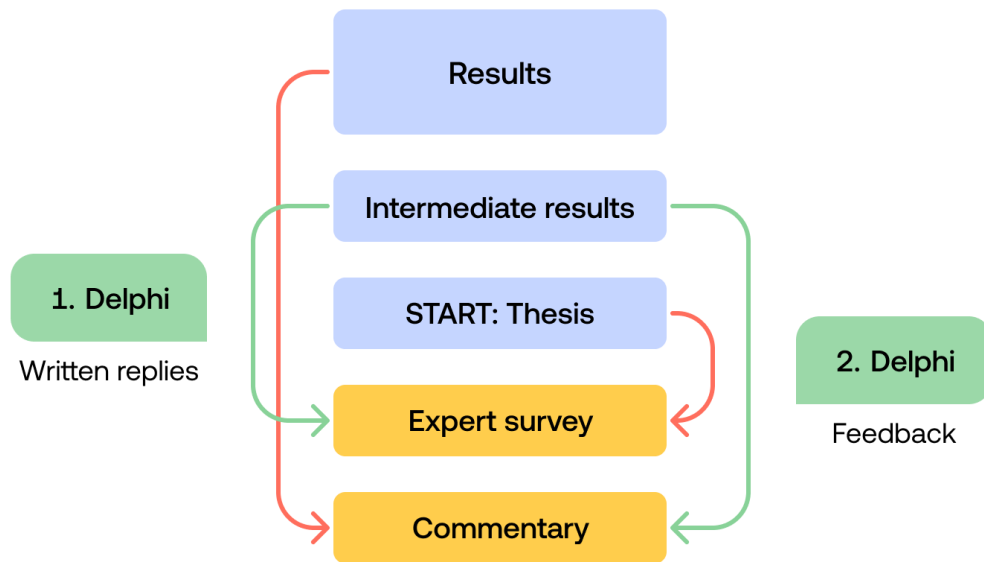 Results
Intermediate results
1. Delphi
Written replies
START: Thesis
2. Delphi
Feedback
Expert survey
Commentary